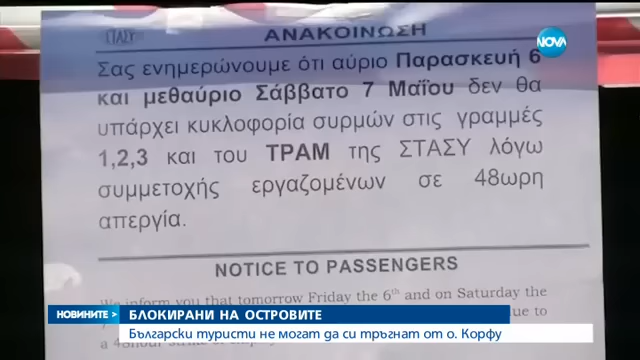 ΣΤΑΣΥ
ΑΝΑΚΟΙΝΩΣΗ
NOVA
Σας ενημερώνουμε ότι αύριο Παρασκευή 6
και μεθαύριο Σάββατο 7 Μαΐου δεν θα
υπάρχει κυκλοφορία συρμών στις γραμμές
1,2,3 και του ΤΡΑΜ της ΣΤΑΣΥ λόγω
συμμετοχής εργαζομένων σε 48ωρη
απεργία.
NOTICE TO PASSENGERS
We inform you that tomorrow Friday the 6th and on Saturday the
due to
НОВИНИТЕ >
БЛОКИРАНИ НА ОСТРОВИТЕ
Български туристи не могат да си тръгнат от о. Корфу